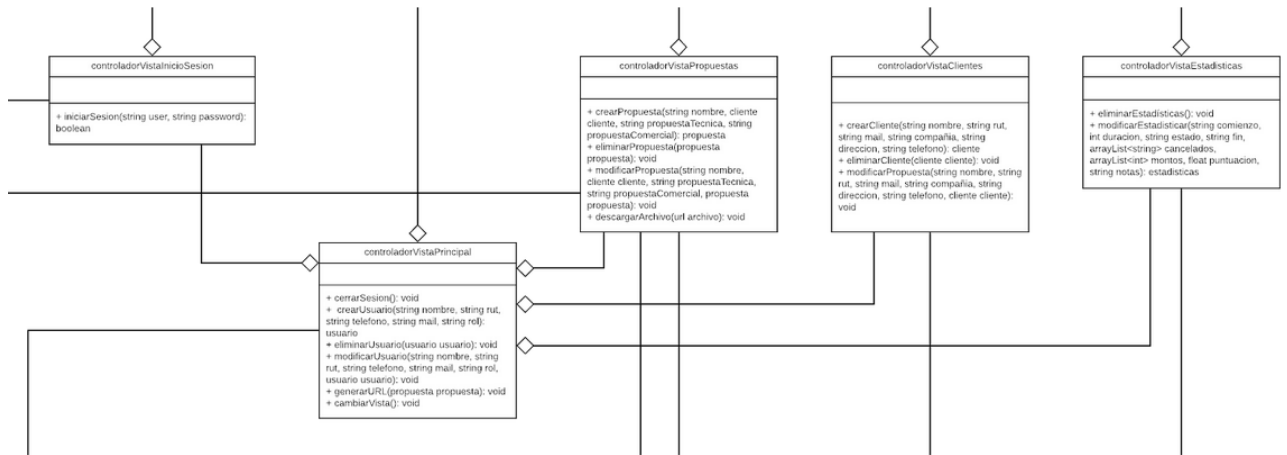 controladorVistaInicioSesion
+ iniciarSesion(string user, string password):
boolean
controladorVistaPropuestas
+ crearPropuesta(string nombre, cliente
cliente, string propuestaTecnica, string
propuestaComercial): propuesta
+ eliminarPropuesta(propuesta
propuesta): void
+ modificarPropuesta(string nombre,
cliente cliente, string propuestaTecnica,
string propuestaComercial, propuesta
propuesta): void
+ descargarArchivo(url archivo): void
controladorVistaClientes
+ crearCliente(string nombre, string rut,
string mail, string compañia, string
direccion, string telefono): cliente
+ eliminarCliente(cliente cliente): void
+ modificarPropuesta(string nombre, string
rut, string mail, string compañia, string
direccion, string telefono, cliente cliente):
void
controladorVistaEstadisticas
+ eliminarEstadísticas(): void
+ modificarEstadisticar(string comienzo,
int duracion, string estado, string fin,
arrayList<string> cancelados,
arrayList<int> montos, float puntuacion,
string notas): estadisticas
controladorVistaPrincipal
+ cerrarSesion(): void
+ crearUsuario(string nombre, string rut,
string telefono, string mail, string rol):
usuario
+ eliminarUsuario(usuario usuario): void
+ modificarUsuario(string nombre, string
rut, string telefono, string mail, string rol,
usuario usuario): void
+ generarURL(propuesta propuesta): void
+ cambiarVista(): void